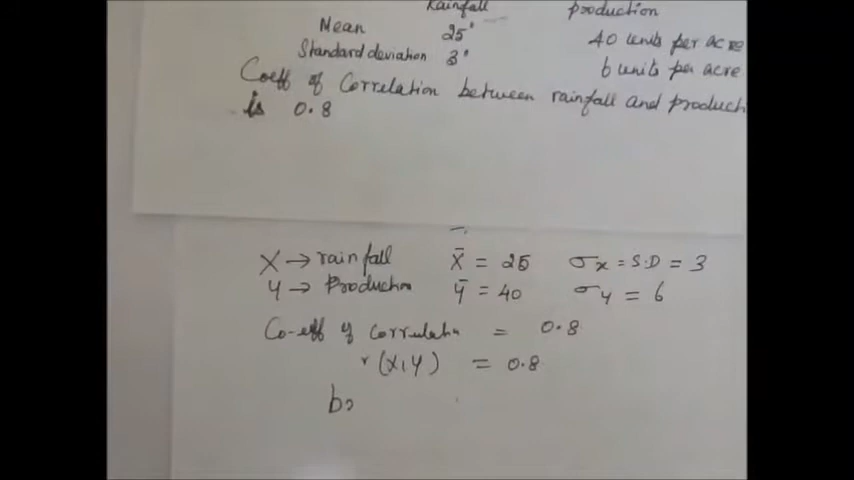 Rainfall production
Mean 25" 40 units per acre
Standard deviation 3" 6 units per acre
Coeff of Correlation between rainfall and product
is 0.8
X → rainfall x̄ = 25 σx = S.D = 3
y → Production ȳ = 40 σy = 6
Co-eff of correlation = 0.8
r (x,y) = 0.8
b